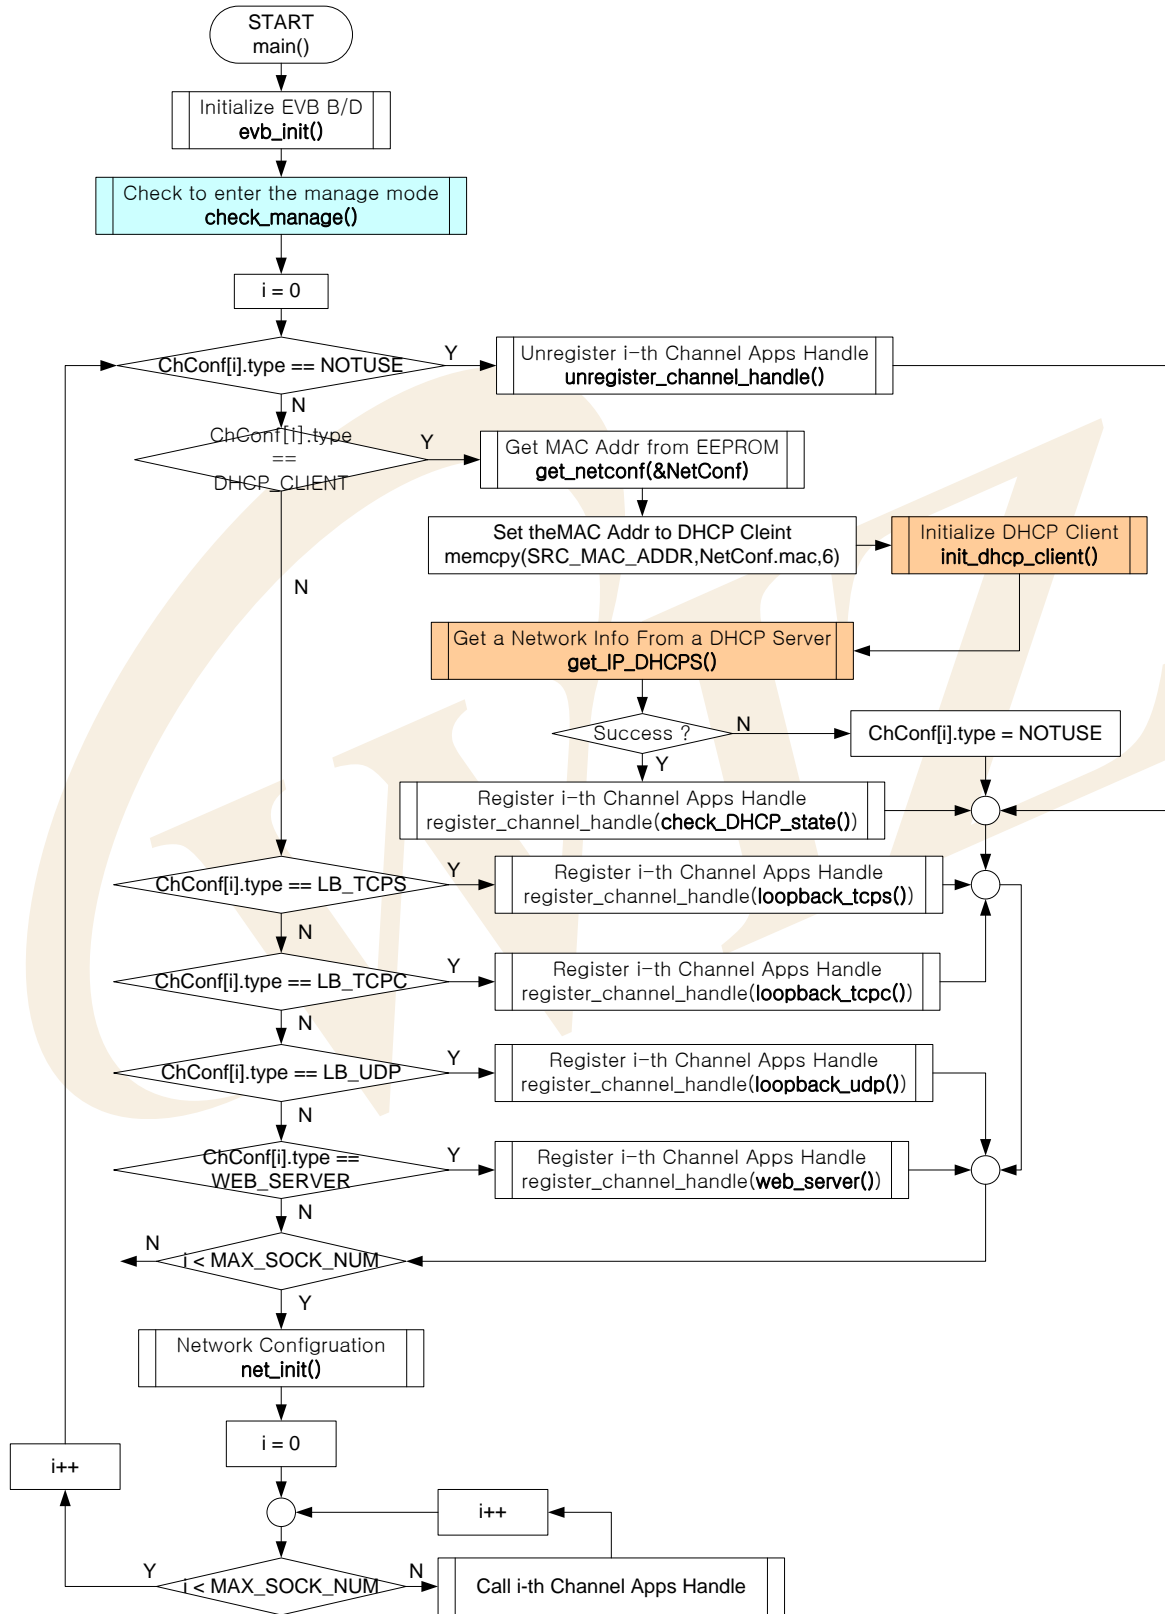 START
main()
Initialize EVB B/D
evb_init()
Check to enter the manage mode
check_manage()
i = 0
ChConf[i].type == NOTUSE
Y
Unregister i-th Channel Apps Handle
unregister_channel_handle()
N
ChConf[i].type
==
DHCP_CLIENT
Y
Get MAC Addr from EEPROM
get_netconf(&NetConf)
Set theMAC Addr to DHCP Cleint
memcpy(SRC_MAC_ADDR,NetConf.mac,6)
Initialize DHCP Client
init_dhcp_client()
N
Get a Network Info From a DHCP Server
get_IP_DHCPS()
Success ?
N
ChConf[i].type = NOTUSE
Y
Register i-th Channel Apps Handle
register_channel_handle(check_DHCP_state())
ChConf[i].type == LB_TCPS
Y
Register i-th Channel Apps Handle
register_channel_handle(loopback_tcps())
N
ChConf[i].type == LB_TCPC
Y
Register i-th Channel Apps Handle
register_channel_handle(loopback_tcpc())
N
ChConf[i].type == LB_UDP
Y
Register i-th Channel Apps Handle
register_channel_handle(loopback_udp())
N
ChConf[i].type ==
WEB_SERVER
Y
Register i-th Channel Apps Handle
register_channel_handle(web_server())
N
N
i < MAX_SOCK_NUM
Y
Network Configruation
net_init()
i = 0
i++
i++
Y
i < MAX_SOCK_NUM
N
Call i-th Channel Apps Handle
WIZ